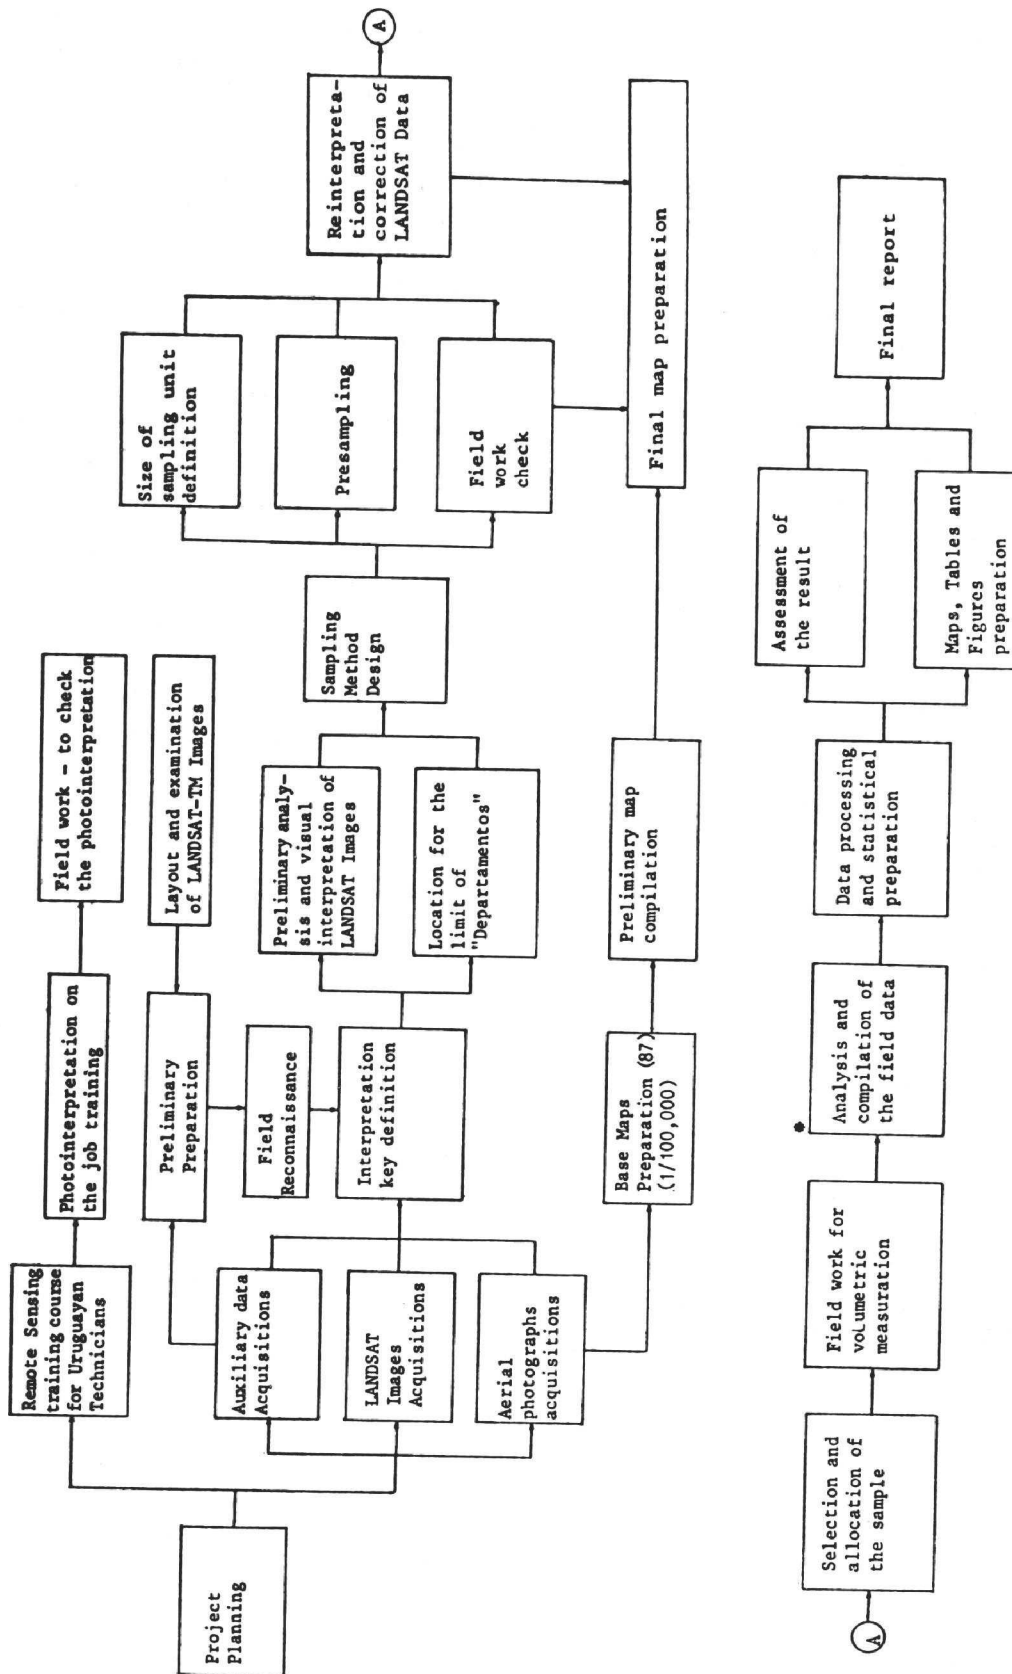 Project
Planning
Remote Sensing
training course
for Uruguayan
Technicians
Photointerpretation on
the job training
Field work - to check
the photointerpretation
Auxiliary data
Acquisitions
LANDSAT
Images
Acquisitions
Aerial
photographs
acquisitions
Preliminary
Preparation
Layout and examination
of LANDSAT-TM Images
Field
Reconnaissance
Interpretation
key definition
Preliminary analy-
sis and visual
interpretation of
LANDSAT Images
Location for the
limit of
"Departamentos"
Sampling
Method
Design
Size of
sampling unit
definition
Presampling
Field
work
check
Reinterpreta-
tion and
correction of
LANDSAT Data
A
Base Maps
Preparation (87)
(1/100,000)
Preliminary map
compilation
Final map preparation
A
Selection and
allocation of
the sample
Field work for
volumetric
measuration
*
Analysis and
compilation of
the field data
Data processing
and statistical
preparation
Assessment of
the result
Maps, Tables and
Figures
preparation
Final report